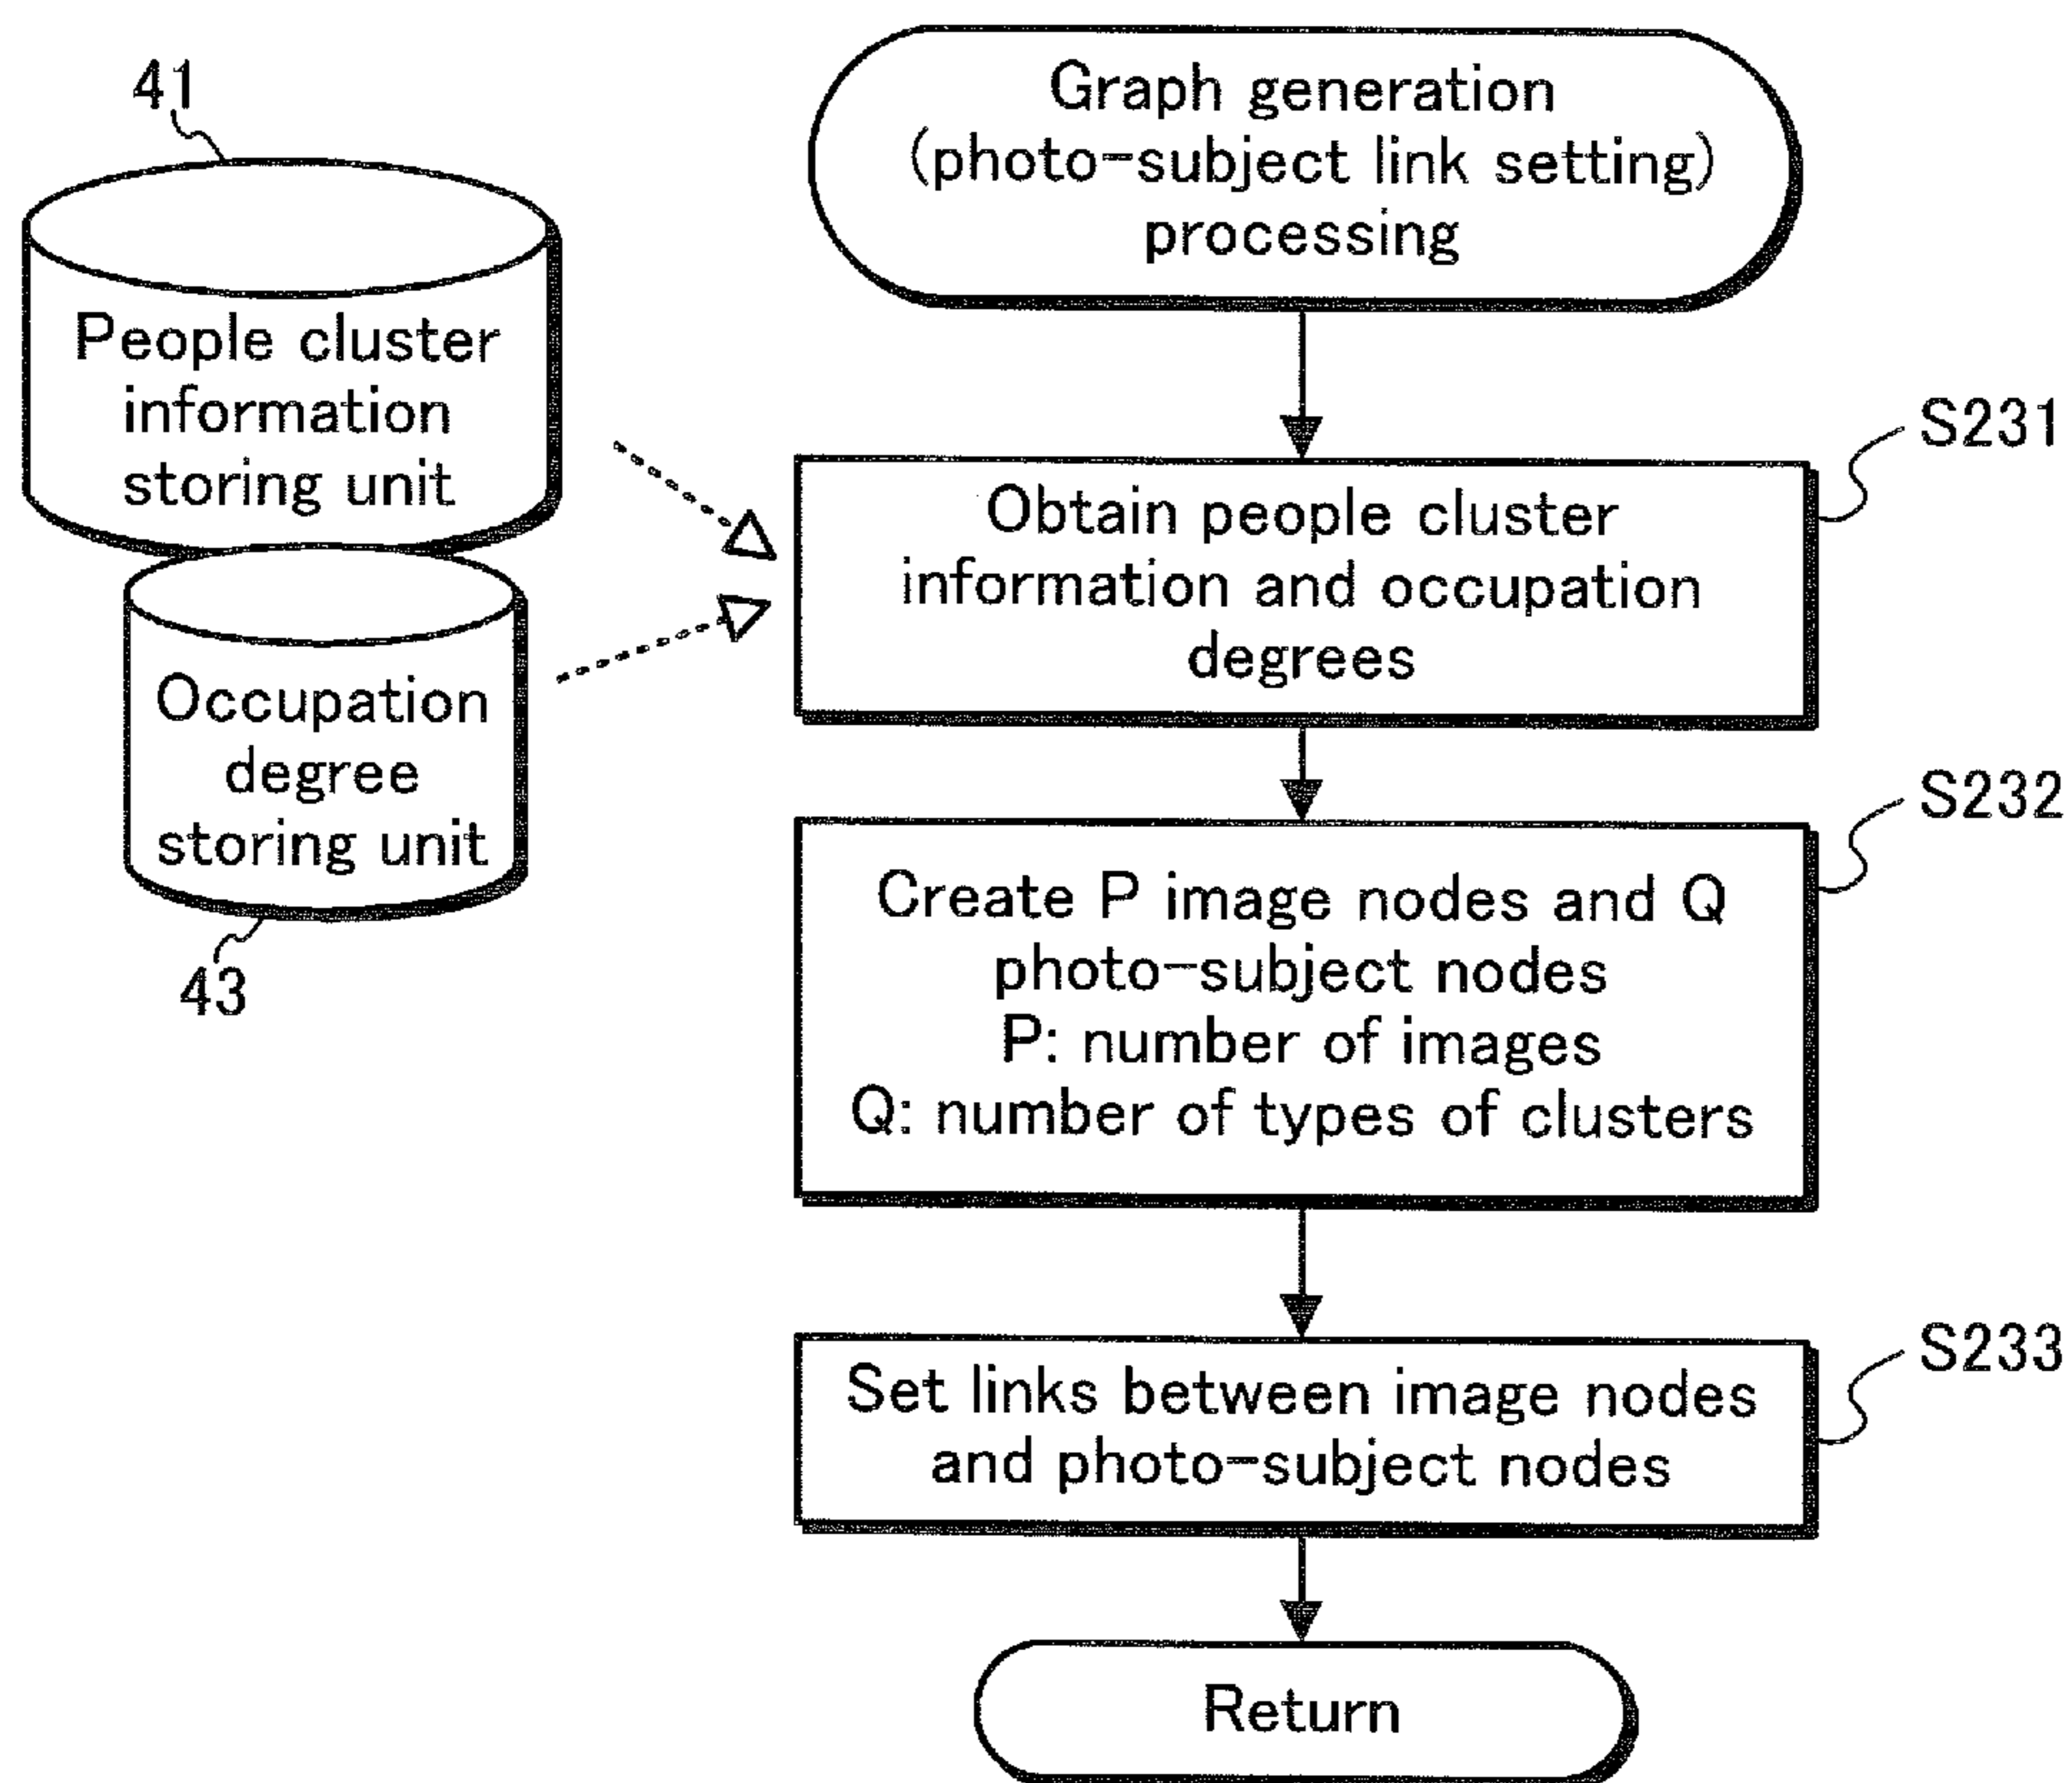 Graph generation
(photo-subject link setting)
processing
41
People cluster
information
storing unit
Occupation
degree
storing unit
43
S231
Obtain people cluster
information and occupation
degrees
S232
Create P image nodes and Q
photo-subject nodes
P: number of images
Q: number of types of clusters
S233
Set links between image nodes
and photo-subject nodes
Return